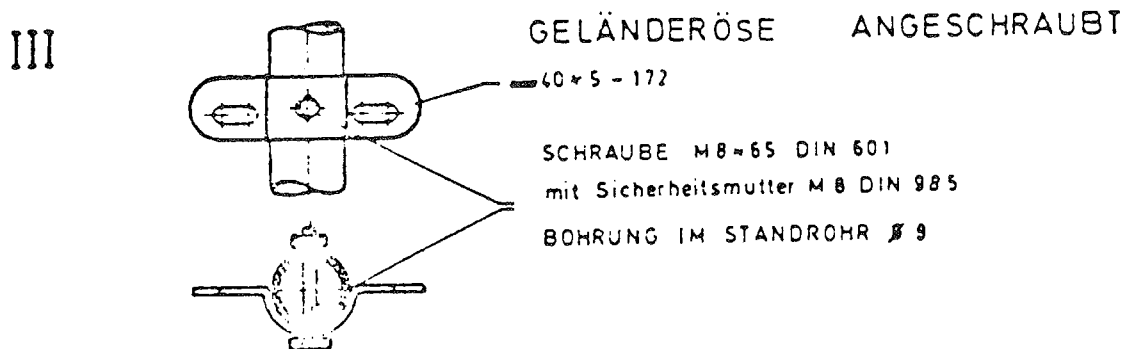 III
GELÄNDERÖSE ANGESCHRAUBT
40×5-172
SCHRAUBE M8×65 DIN 601
mit Sicherheitsmutter M8 DIN 985
BOHRUNG IM STANDROHR Ø 9